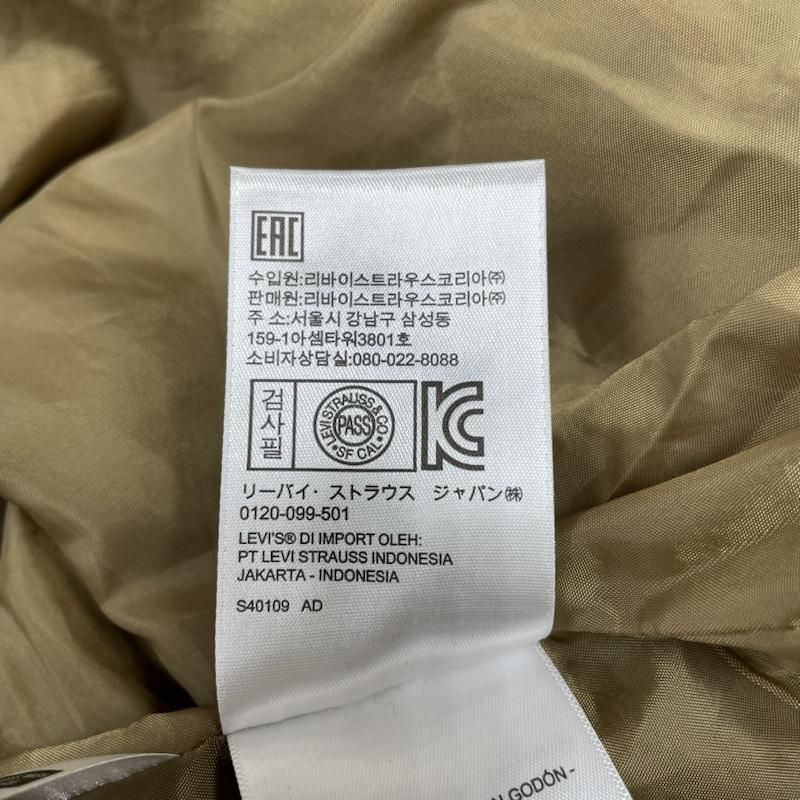 EAC
수입원:리바이스트라우스코리아㈜
판매원:리바이스트라우스코리아㈜
주 소:서울시 강남구 삼성동
159-1아셈타워3801호
소비자상담실:080-022-8088
검사필
LEVI STRAUSS & CO
PASS
• SF CAL •
KC
リーバイ・ストラウス ジャパン㈱
0120-099-501
LEVI'S® DI IMPORT OLEH:
PT LEVI STRAUSS INDONESIA
JAKARTA - INDONESIA
S40109 AD
ALGODÓN -